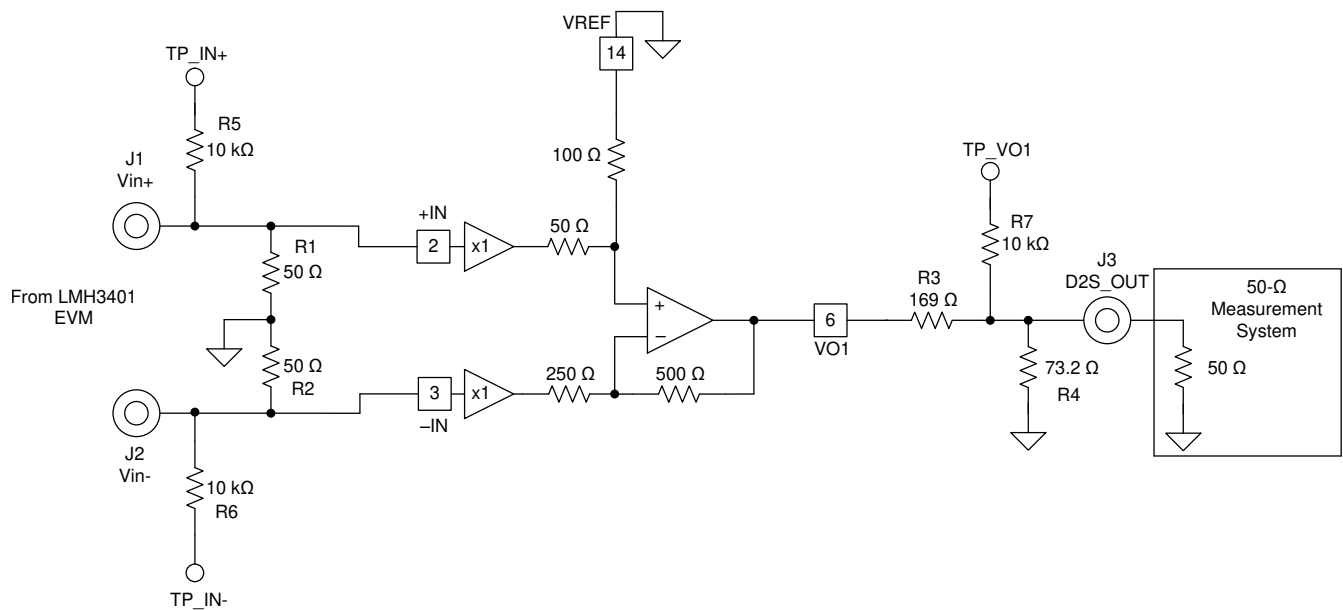 VREF
14
TP_IN+
R5
10 kΩ
J1
Vin+
100 Ω
TP_VO1
+IN
2
x1
50 Ω
R1
50 Ω
From LMH3401
EVM
R7
10 kΩ
J3
D2S_OUT
R3
169 Ω
50-Ω
Measurement
System
+
−
6
VO1
50 Ω
R2
250 Ω
500 Ω
73.2 Ω
R4
50 Ω
3
x1
–IN
J2
Vin-
10 kΩ
R6
TP_IN-